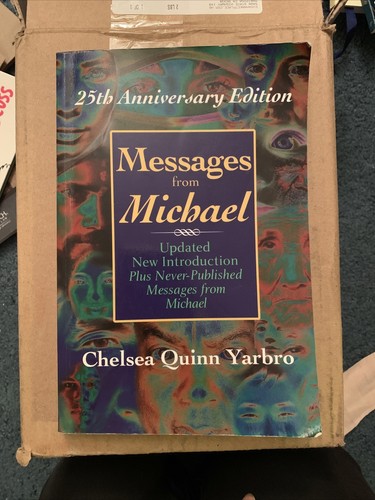 25th Anniversary Edition
Messages
from
Michael
Updated
New Introduction
Plus Never-Published
Messages from
Michael
Chelsea Quinn Yarbro